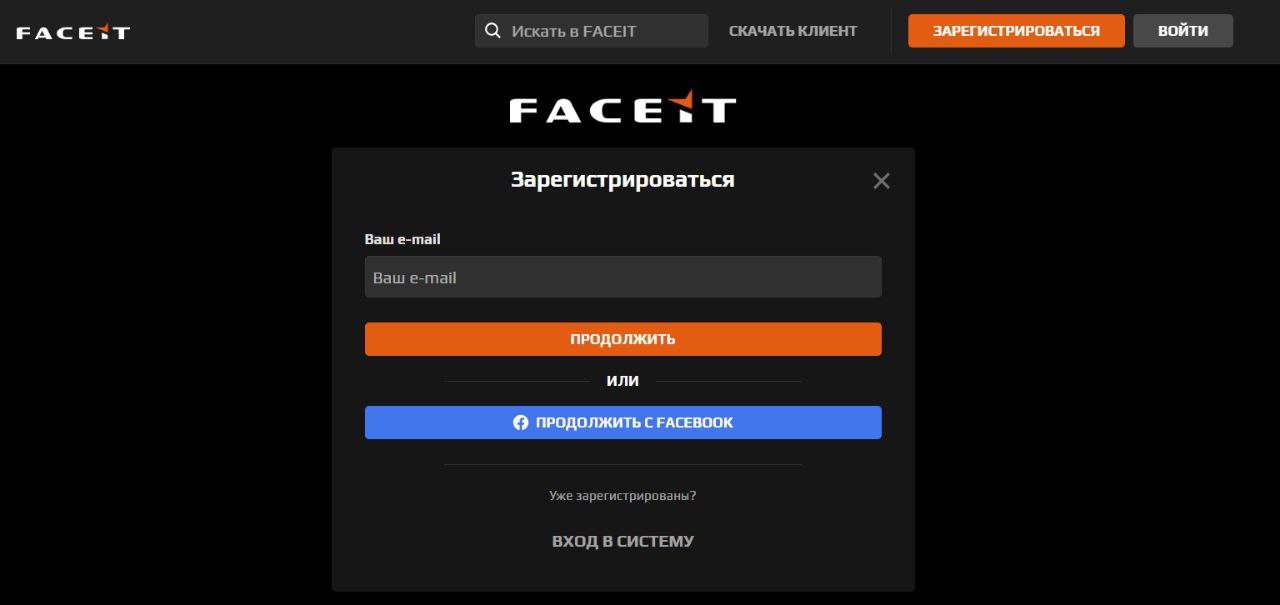 FACEIT
Искать в FACEIT
СКАЧАТЬ КЛИЕНТ
ЗАРЕГИСТРИРОВАТЬСЯ
ВОЙТИ
FACEIT
Зарегистрироваться
Ваш e-mail
Ваш e-mail
ПРОДОЛЖИТЬ
ИЛИ
ПРОДОЛЖИТЬ С FACEBOOK
Уже зарегистрированы?
ВХОД В СИСТЕМУ